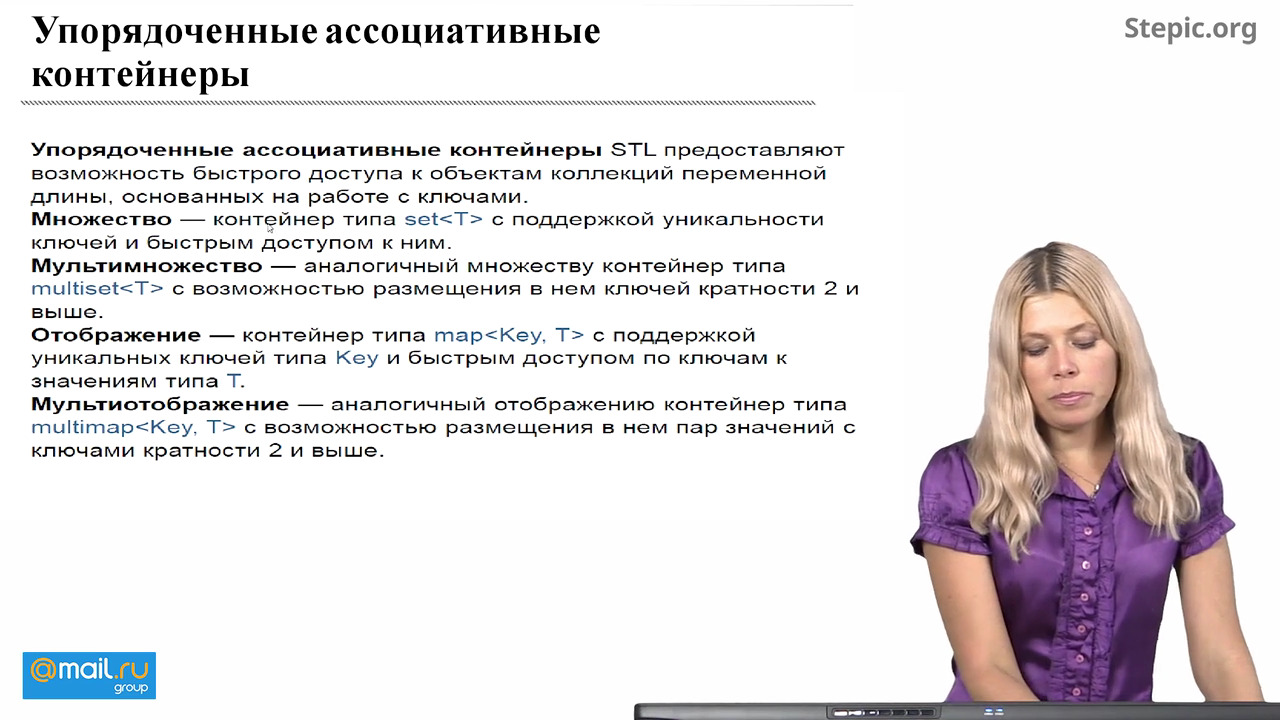 Упорядоченные ассоциативные
контейнеры
Stepic.org
Упорядоченные ассоциативные контейнеры STL предоставляют
возможность быстрого доступа к объектам коллекций переменной
длины, основанных на работе с ключами.
Множество — контейнер типа set<T> с поддержкой уникальности
ключей и быстрым доступом к ним.
Мультимножество — аналогичный множеству контейнер типа
multiset<T> с возможностью размещения в нем ключей кратности 2 и
выше.
Отображение — контейнер типа map<Key, T> с поддержкой
уникальных ключей типа Key и быстрым доступом по ключам к
значениям типа T.
Мультиотображение — аналогичный отображению контейнер типа
multimap<Key, T> с возможностью размещения в нем пар значений с
ключами кратности 2 и выше.
@mail.ru
group